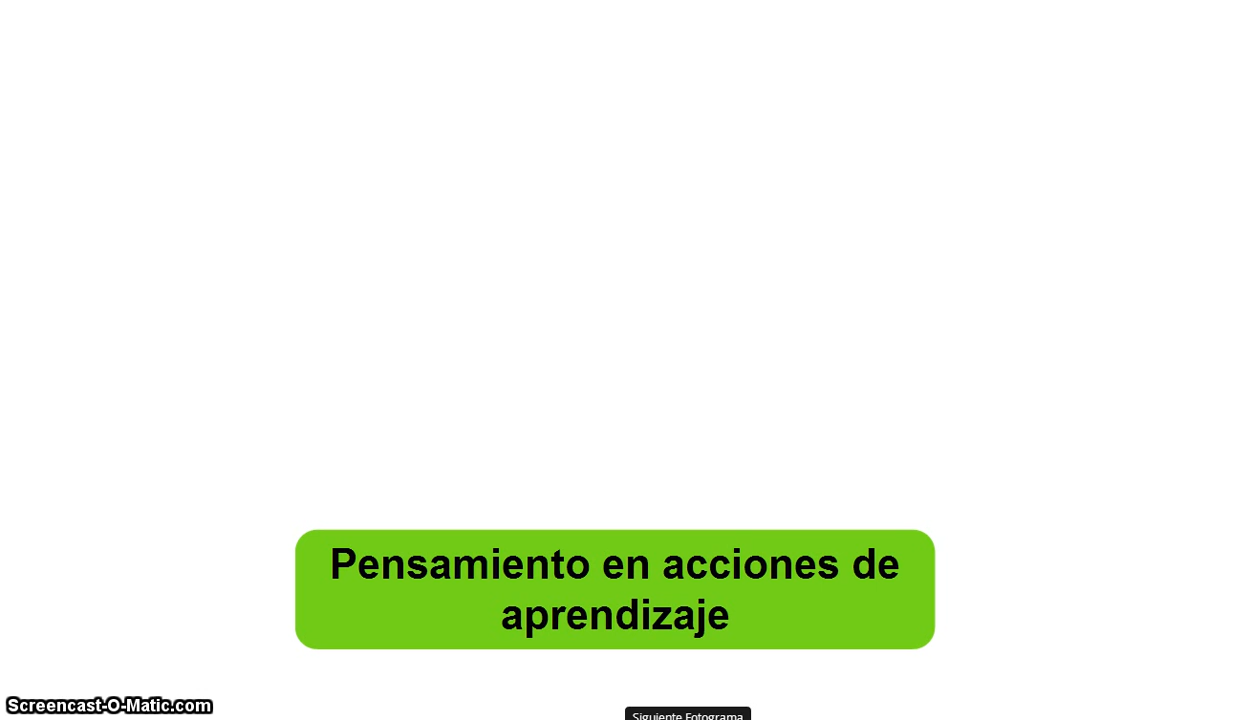 Pensamiento en acciones de
aprendizaje
Screencast-O-Matic.com
Siguiente Fotograma